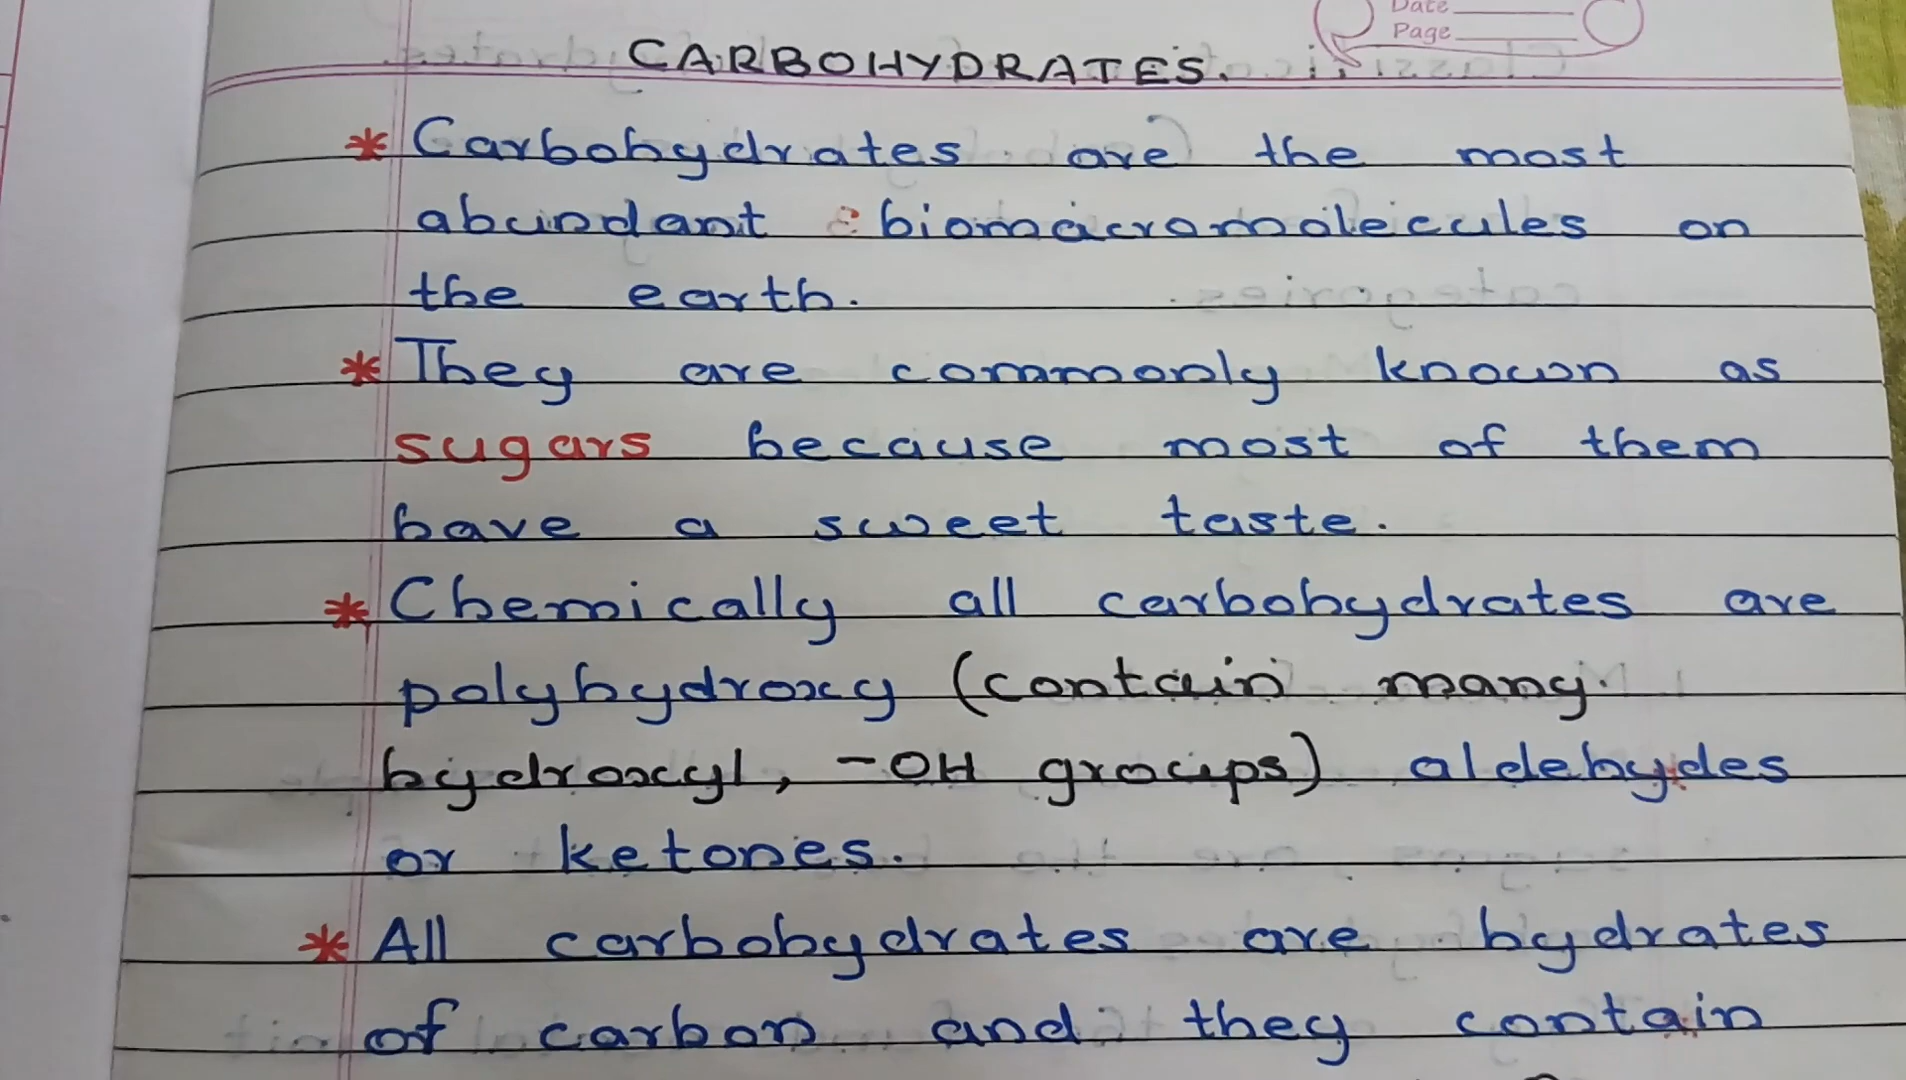 Date
Page
CARBOHYDRATES.
* Carbohydrates are the most
abundant biomacromolecules on
the earth.
* They are commonly known as
sugars because most of them
have a sweet taste.
* Chemically all carbohydrates are
polyhydroxy (contain many
hydroxyl, -OH groups) aldehydes
or ketones.
* All carbohydrates are hydrates
of carbon and they contain